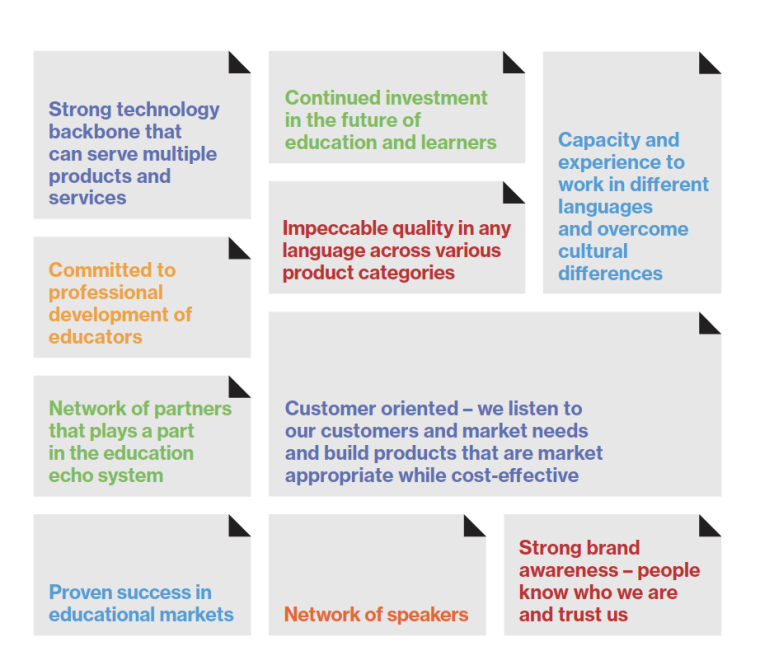 Strong technology
backbone that
can serve multiple
products and
services
Continued investment
in the future of
education and learners
Capacity and
experience to
work in different
languages
and overcome
cultural
differences
Impeccable quality in any
language across various
product categories
Committed to
professional
development of
educators
Network of partners
that plays a part
in the education
echo system
Customer oriented – we listen to
our customers and market needs
and build products that are market
appropriate while cost-effective
Proven success in
educational markets
Network of speakers
Strong brand
awareness – people
know who we are
and trust us